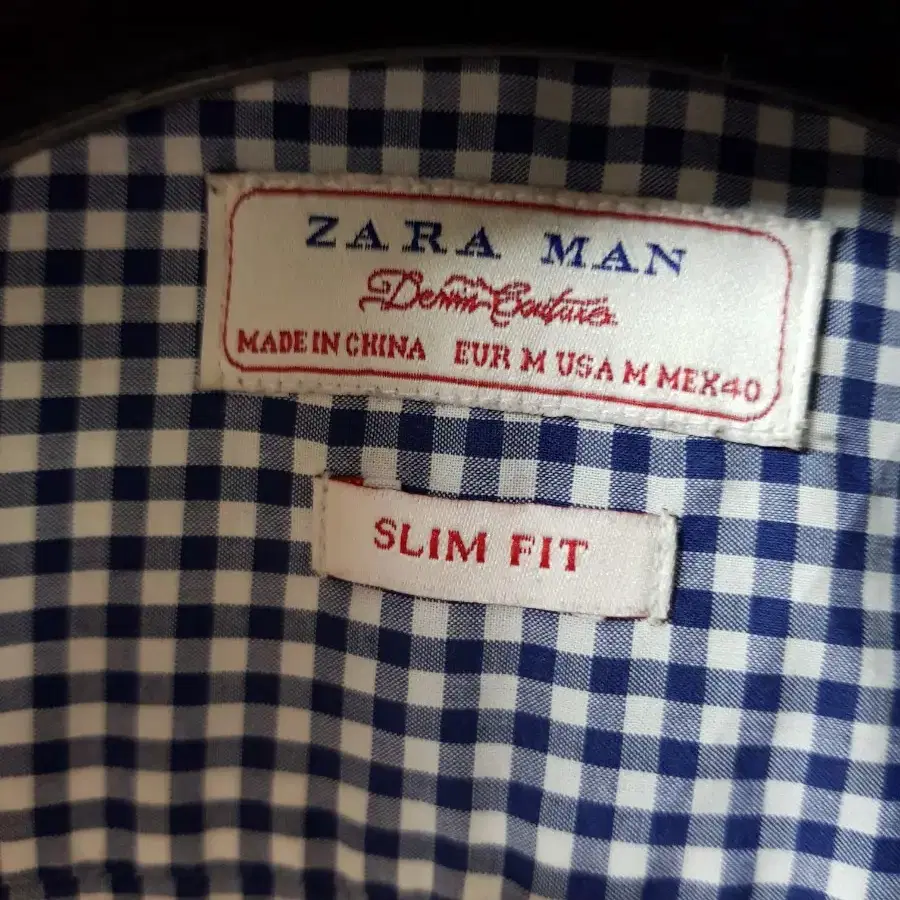 ZARA MAN
Denim Couture
MADE IN CHINA EUR M USA M MEX40
SLIM FIT